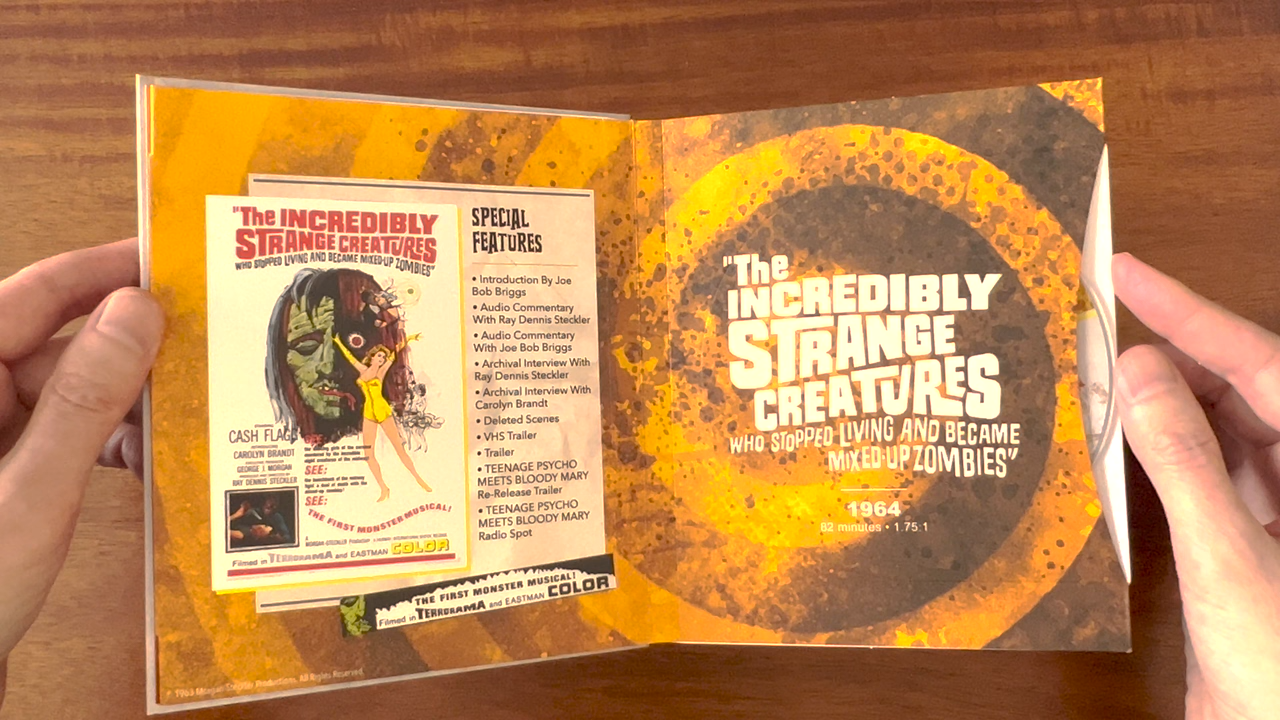 "The INCREDIBLY
STRANGE CREATURES
WHO STOPPED LIVING AND BECAME MIXED-UP ZOMBIES"
CASH FLAGG
CAROLYN BRANDT
GEORGE J. MORGAN
RAY DENNIS STECKLER
SEE:
SEE:
SEE:
THE FIRST MONSTER MUSICAL!
Filmed in TERRORAMA and EASTMAN COLOR
SPECIAL
FEATURES
• Introduction By Joe
Bob Briggs
• Audio Commentary
With Ray Dennis Steckler
• Audio Commentary
With Joe Bob Briggs
• Archival Interview With
Ray Dennis Steckler
• Archival Interview With
Carolyn Brandt
• Deleted Scenes
• VHS Trailer
• Trailer
• TEENAGE PSYCHO
MEETS BLOODY MARY
Re-Release Trailer
• TEENAGE PSYCHO
MEETS BLOODY MARY
Radio Spot
THE FIRST MONSTER MUSICAL!
Filmed in TERRORAMA and EASTMAN COLOR
Productions. All Rights Reserved.
"The
INCREDIBLY
STRANGE
CREATURES
WHO STOPPED LIVING AND BECAME
MIXED-UP ZOMBIES"
1964
82 minutes • 1.75:1